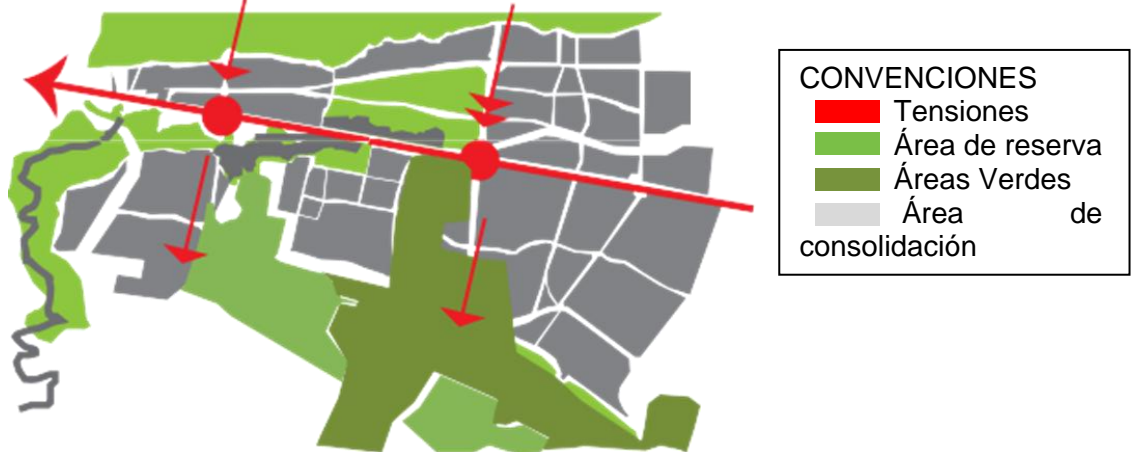 CONVENCIONES
Tensiones
Área de reserva
Áreas Verdes
Área de
consolidación